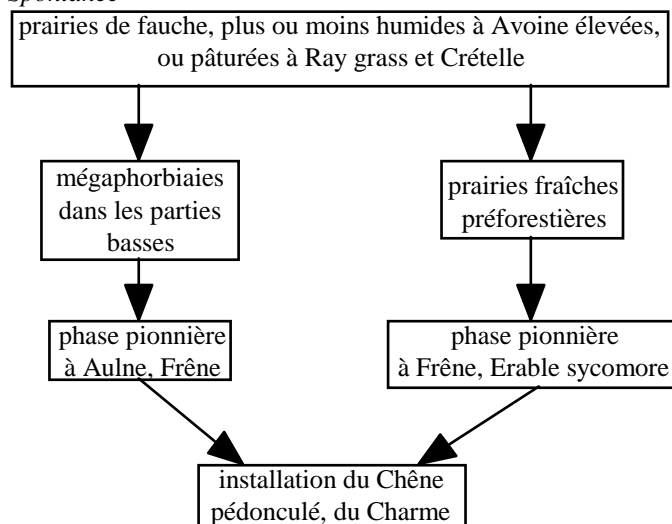 spontanée
prairies de fauche, plus ou moins humides à Avoine élevées,
ou pâturées à Ray grass et Crételle
mégaphorbiaies
dans les parties
basses
prairies fraîches
préforestières
phase pionnière
à Aulne, Frêne
phase pionnière
à Frêne, Erable sycomore
installation du Chêne
pédonculé, du Charme